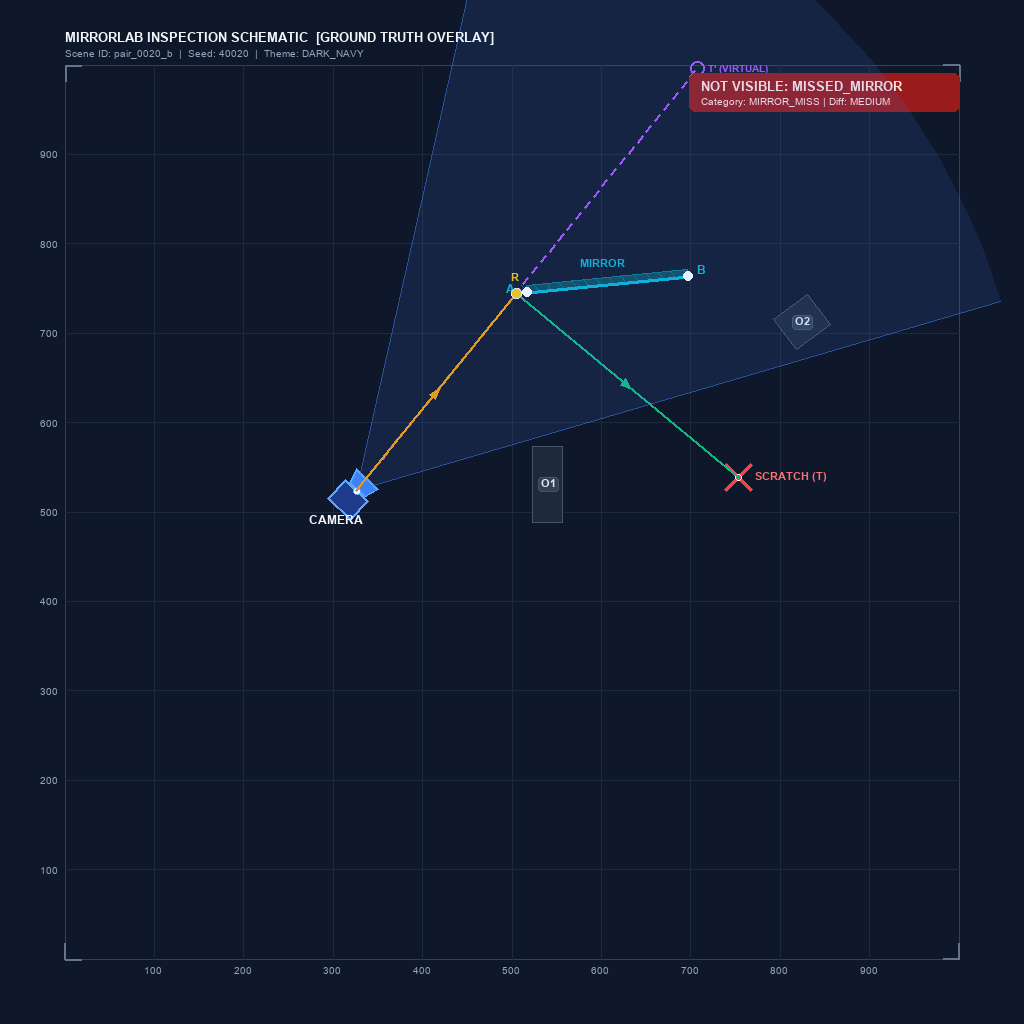 MIRRORLAB INSPECTION SCHEMATIC [GROUND TRUTH OVERLAY]
Scene ID: pair_0020_b | Seed: 40020 | Theme: DARK_NAVY
T' (VIRTUAL)
NOT VISIBLE: MISSED_MIRROR
Category: MIRROR_MISS | Diff: MEDIUM
900
800
MIRROR
B
R
A
700
O2
600
SCRATCH (T)
O1
500
CAMERA
400
300
200
100
100 200 300 400 500 600 700 800 900